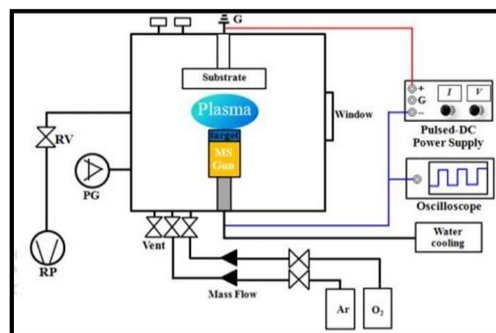 G
Substrate
Plasma
target
MS
Gun
Window
+
G
−
I
V
Pulsed-DC
Power Supply
Oscilloscope
Water
cooling
RV
PG
RP
Vent
Mass Flow
Ar
O₂